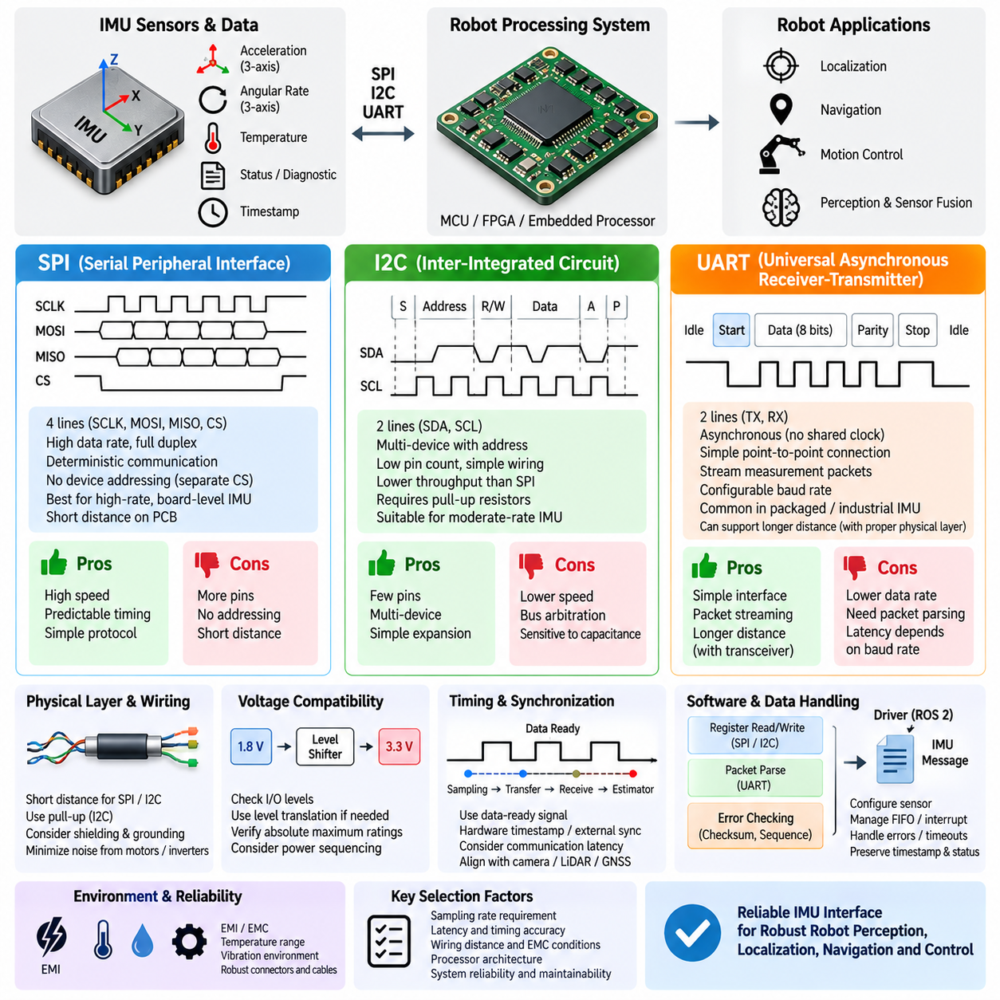 IMU Sensors & Data
Z
X
Y
IMU
Acceleration
(3-axis)
Angular Rate
(3-axis)
Temperature
Status / Diagnostic
Timestamp
SPI
I2C
UART
Robot Processing System
MCU / FPGA / Embedded Processor
Robot Applications
Localization
Navigation
Motion Control
Perception & Sensor Fusion
SPI (Serial Peripheral Interface)
SCLK
MOSI
MISO
CS
4 lines (SCLK, MOSI, MISO, CS)
High data rate, full duplex
Deterministic communication
No device addressing (separate CS)
Best for high-rate, board-level IMU
Short distance on PCB
Pros
High speed
Predictable timing
Simple protocol
Cons
More pins
No addressing
Short distance
I2C (Inter-Integrated Circuit)
S Address R/W Data A P
SDA
SCL
2 lines (SDA, SCL)
Multi-device with address
Low pin count, simple wiring
Lower throughput than SPI
Requires pull-up resistors
Suitable for moderate-rate IMU
Pros
Few pins
Multi-device
Simple expansion
Cons
Lower speed
Bus arbitration
Sensitive to capacitance
UART (Universal Asynchronous
Receiver-Transmitter)
Idle Start Data (8 bits) Parity Stop Idle
2 lines (TX, RX)
Asynchronous (no shared clock)
Simple point-to-point connection
Stream measurement packets
Configurable baud rate
Common in packaged / industrial IMU
Can support longer distance (with proper physical layer)
Pros
Simple interface
Packet streaming
Longer distance
(with transceiver)
Cons
Lower data rate
Need packet parsing
Latency depends
on baud rate
Physical Layer & Wiring
Short distance for SPI / I2C
Use pull-up (I2C)
Consider shielding & grounding
Minimize noise from motors / inverters
Voltage Compatibility
1.8 V
Level
Shifter
3.3 V
Check I/O levels
Use level translation if needed
Verify absolute maximum ratings
Consider power sequencing
Timing & Synchronization
Data Ready
Sampling → Transfer → Receive → Estimator
Use data-ready signal
Hardware timestamp / external sync
Consider communication latency
Align with camera / LiDAR / GNSS
Software & Data Handling
Register Read/Write
(SPI / I2C)
Packet Parse
(UART)
Error Checking
(Checksum, Sequence)
Driver (ROS 2)
IMU
Message
Configure sensor
Manage FIFO / interrupt
Handle errors / timeouts
Preserve timestamp & status
Environment & Reliability
EMI
EMI / EMC
Temperature range
Vibration environment
Robust connectors and cables
Key Selection Factors
Sampling rate requirement
Latency and timing accuracy
Wiring distance and EMC conditions
Processor architecture
System reliability and maintainability
Reliable IMU Interface
for Robust Robot Perception,
Localization, Navigation and Control